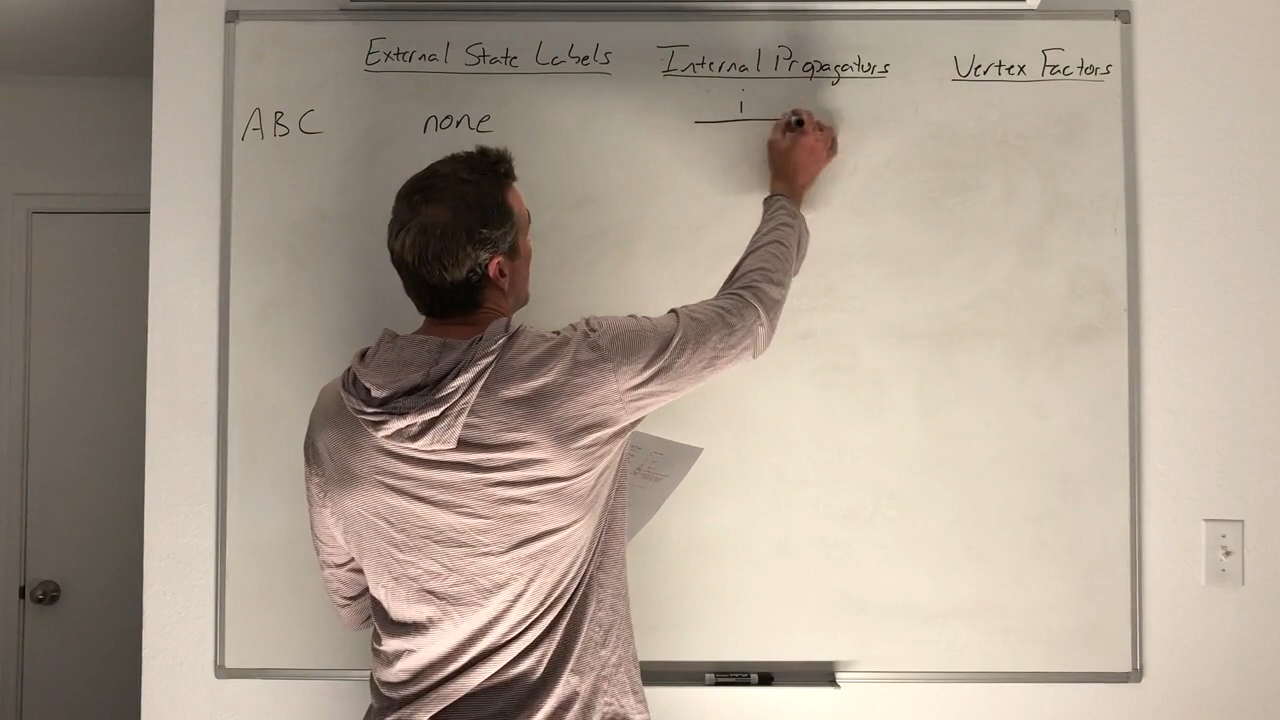 External State Labels Internal Propagators Vertex Factors
ABC none i